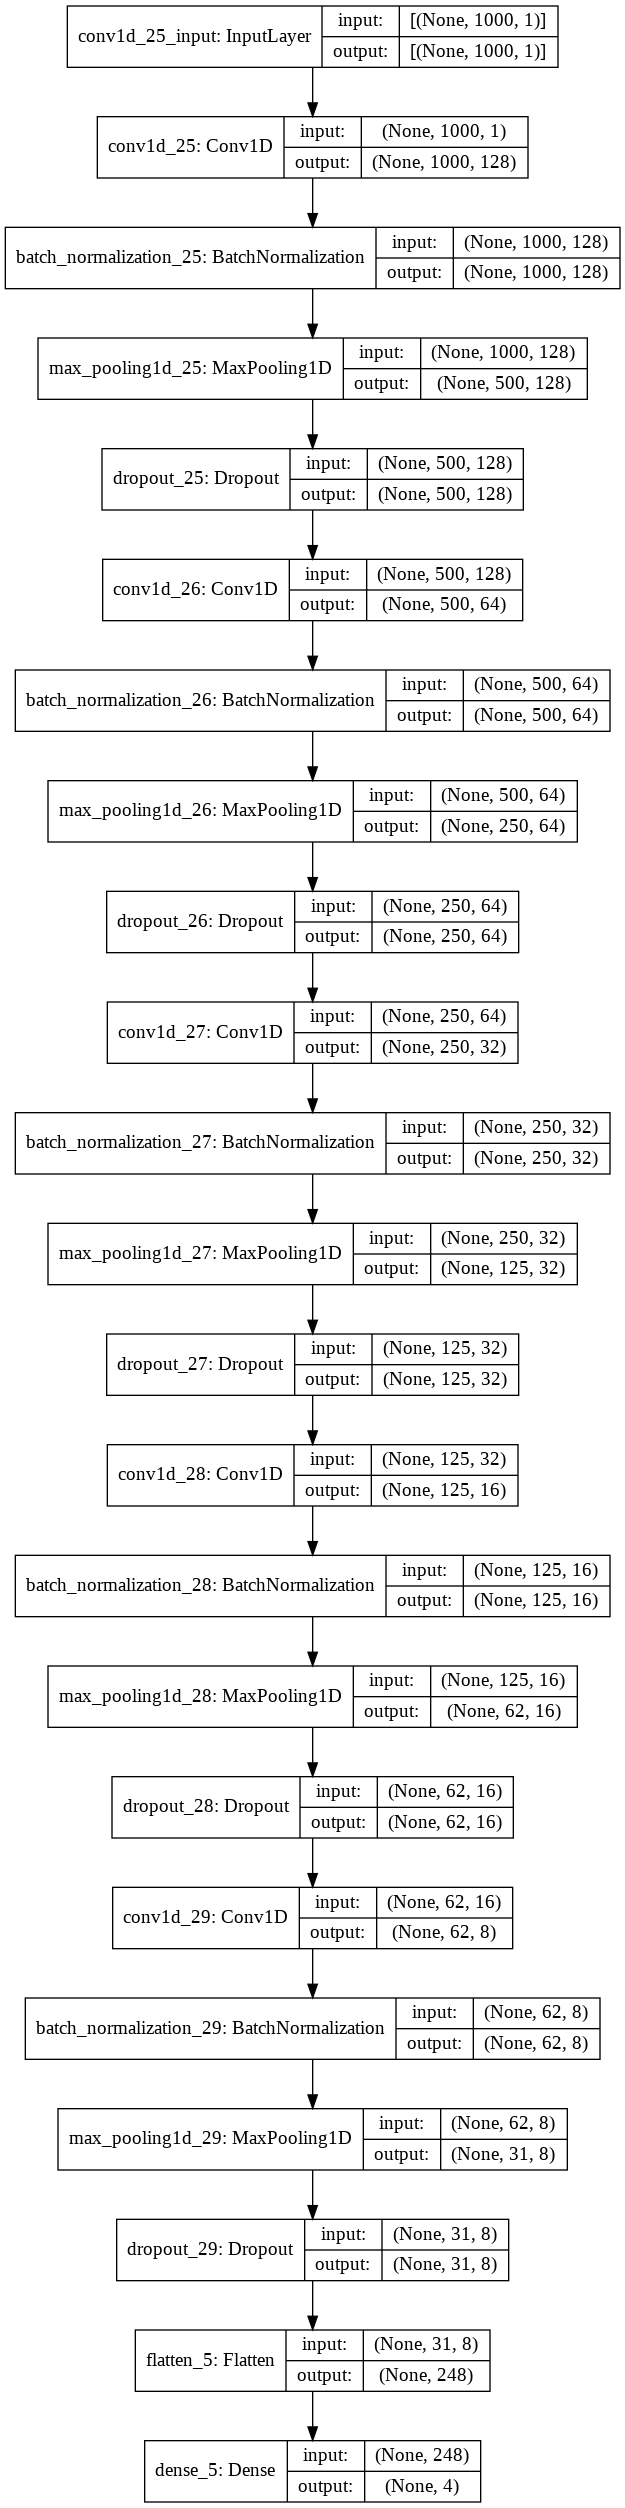 conv1d_25_input: InputLayer
input: [(None, 1000, 1)]
output: [(None, 1000, 1)]
conv1d_25: Conv1D
input: (None, 1000, 1)
output: (None, 1000, 128)
batch_normalization_25: BatchNormalization
input: (None, 1000, 128)
output: (None, 1000, 128)
max_pooling1d_25: MaxPooling1D
input: (None, 1000, 128)
output: (None, 500, 128)
dropout_25: Dropout
input: (None, 500, 128)
output: (None, 500, 128)
conv1d_26: Conv1D
input: (None, 500, 128)
output: (None, 500, 64)
batch_normalization_26: BatchNormalization
input: (None, 500, 64)
output: (None, 500, 64)
max_pooling1d_26: MaxPooling1D
input: (None, 500, 64)
output: (None, 250, 64)
dropout_26: Dropout
input: (None, 250, 64)
output: (None, 250, 64)
conv1d_27: Conv1D
input: (None, 250, 64)
output: (None, 250, 32)
batch_normalization_27: BatchNormalization
input: (None, 250, 32)
output: (None, 250, 32)
max_pooling1d_27: MaxPooling1D
input: (None, 250, 32)
output: (None, 125, 32)
dropout_27: Dropout
input: (None, 125, 32)
output: (None, 125, 32)
conv1d_28: Conv1D
input: (None, 125, 32)
output: (None, 125, 16)
batch_normalization_28: BatchNormalization
input: (None, 125, 16)
output: (None, 125, 16)
max_pooling1d_28: MaxPooling1D
input: (None, 125, 16)
output: (None, 62, 16)
dropout_28: Dropout
input: (None, 62, 16)
output: (None, 62, 16)
conv1d_29: Conv1D
input: (None, 62, 16)
output: (None, 62, 8)
batch_normalization_29: BatchNormalization
input: (None, 62, 8)
output: (None, 62, 8)
max_pooling1d_29: MaxPooling1D
input: (None, 62, 8)
output: (None, 31, 8)
dropout_29: Dropout
input: (None, 31, 8)
output: (None, 31, 8)
flatten_5: Flatten
input: (None, 31, 8)
output: (None, 248)
dense_5: Dense
input: (None, 248)
output: (None, 4)